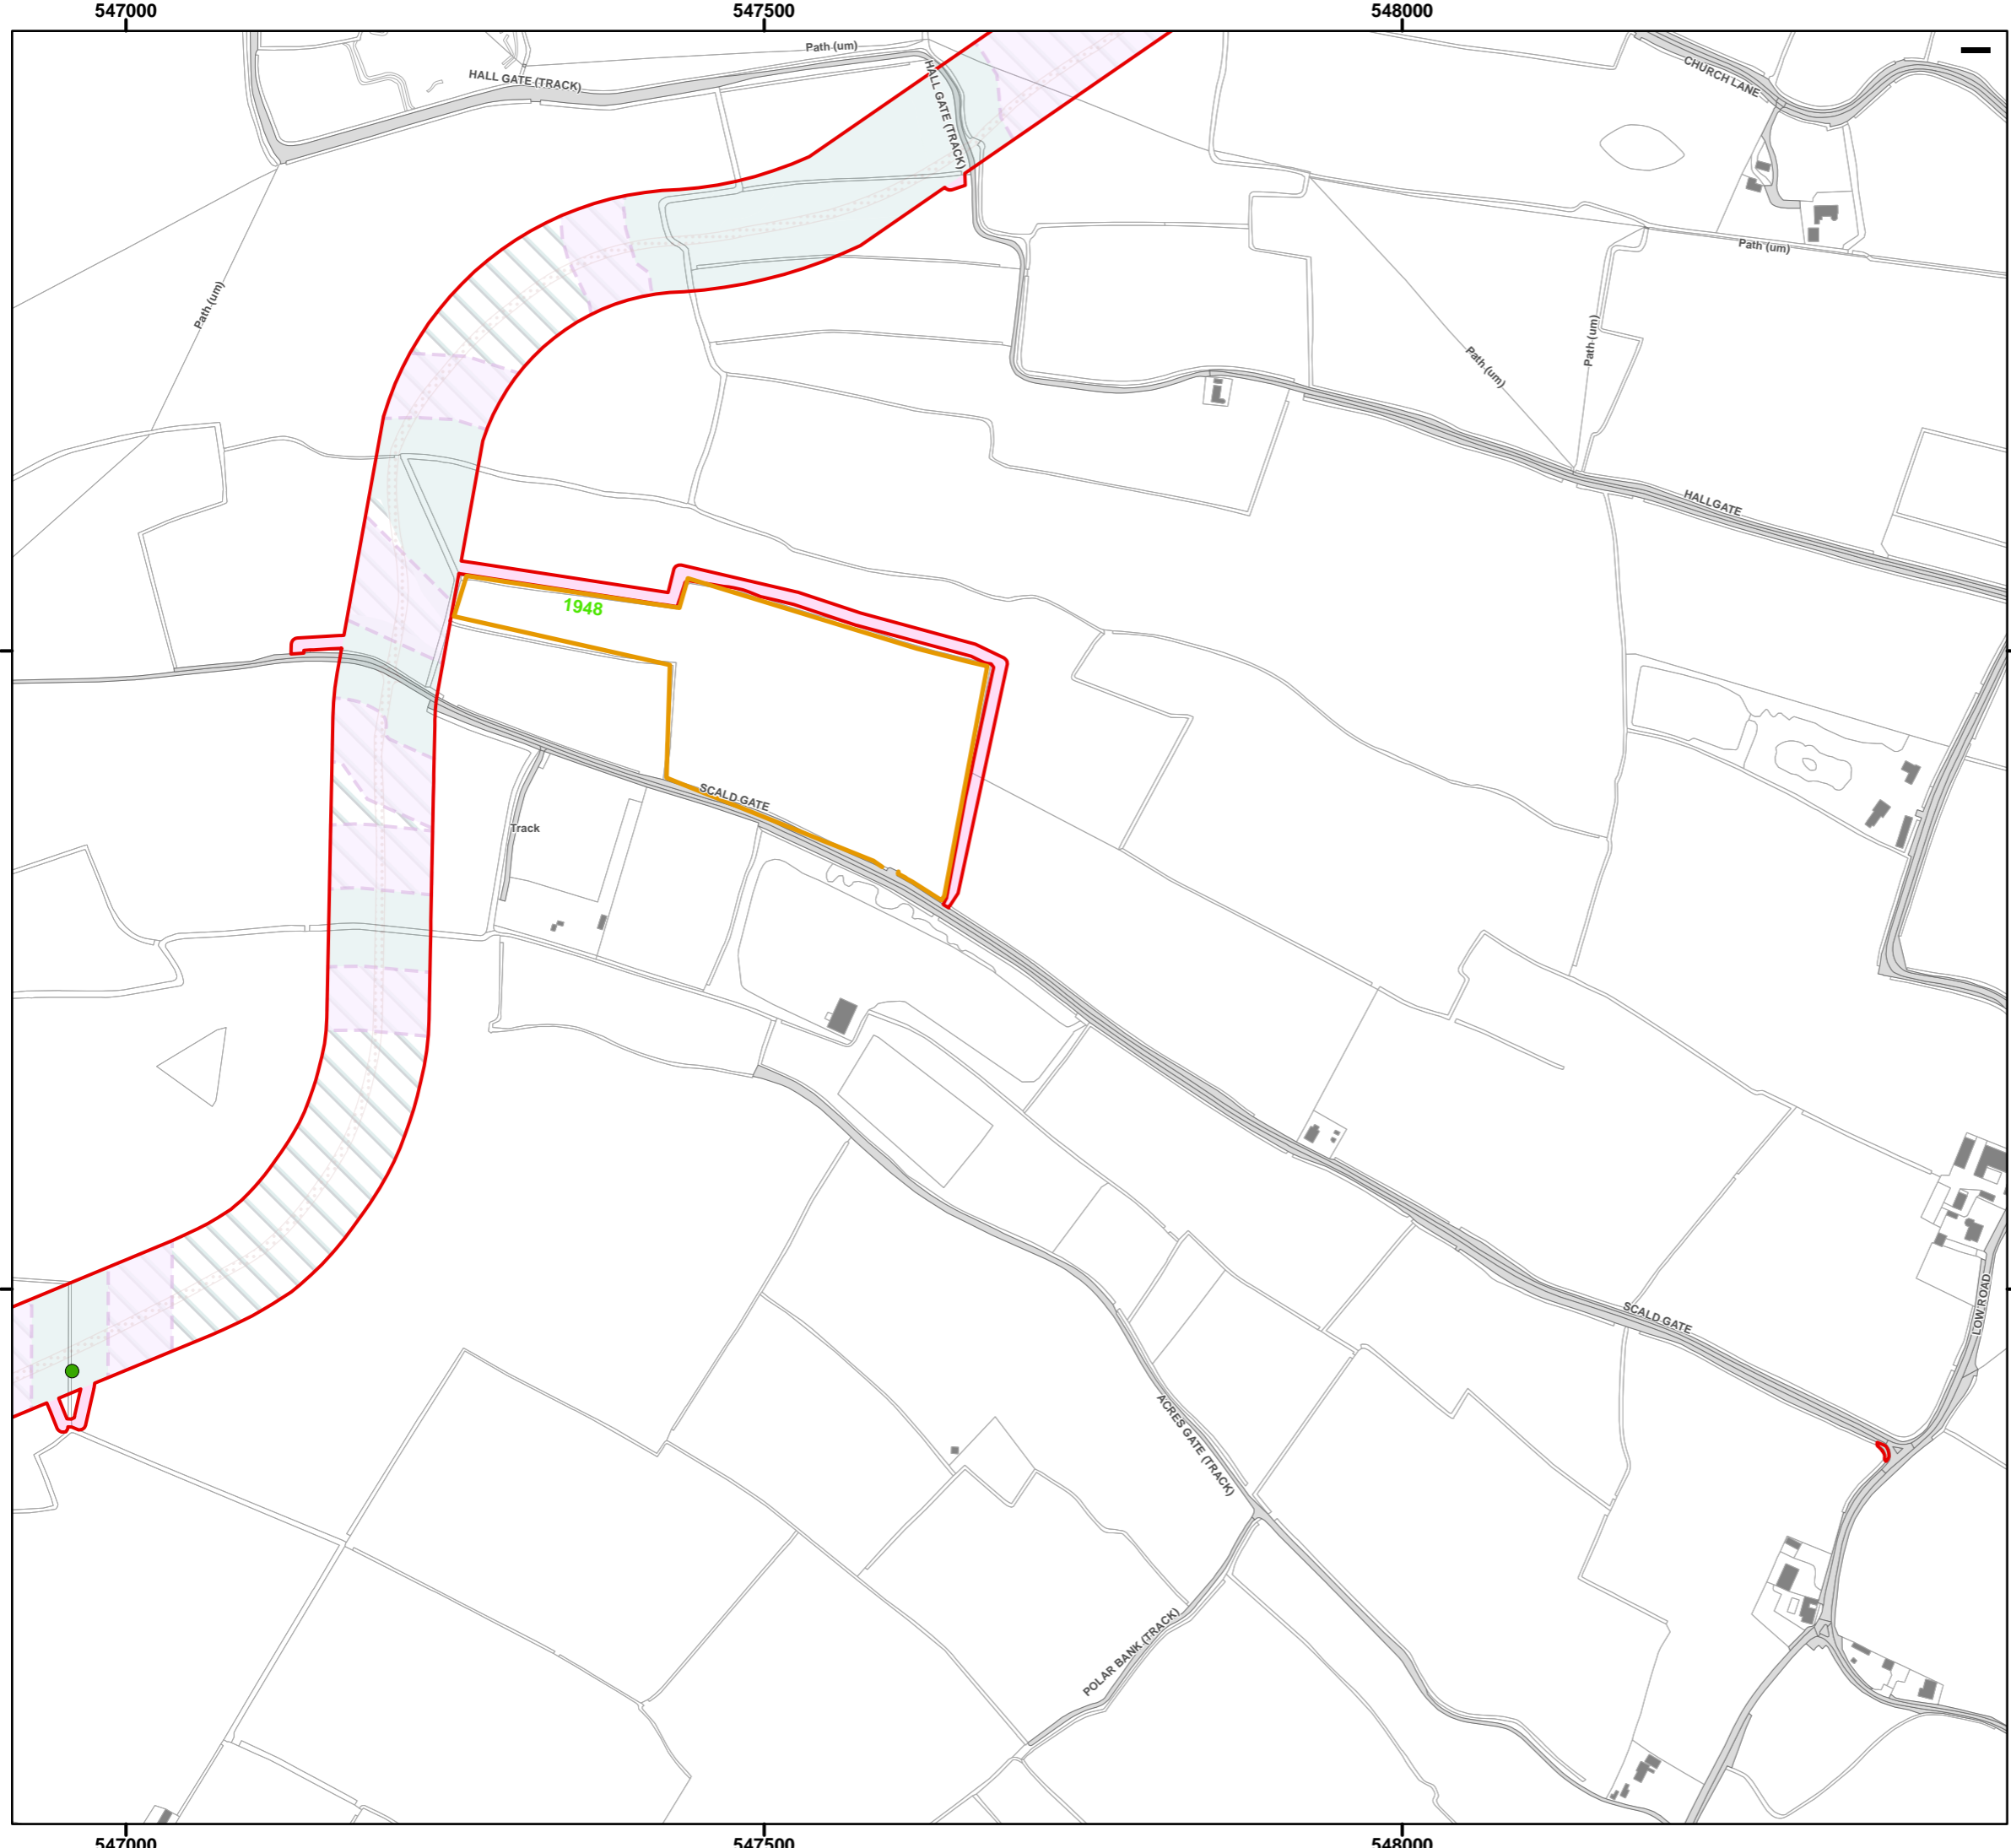 547000
547500
548000
Path (um)
HALL GATE (TRACK)
HALL GATE (TRACK)
CHURCH LANE
Path (um)
Path (um)
Path (um)
Path (um)
HALLGATE
1948
SCALD GATE
Track
SCALD GATE
LOW ROAD
ACRES GATE (TRACK)
POLAR BANK (TRACK)
547000
547500
548000